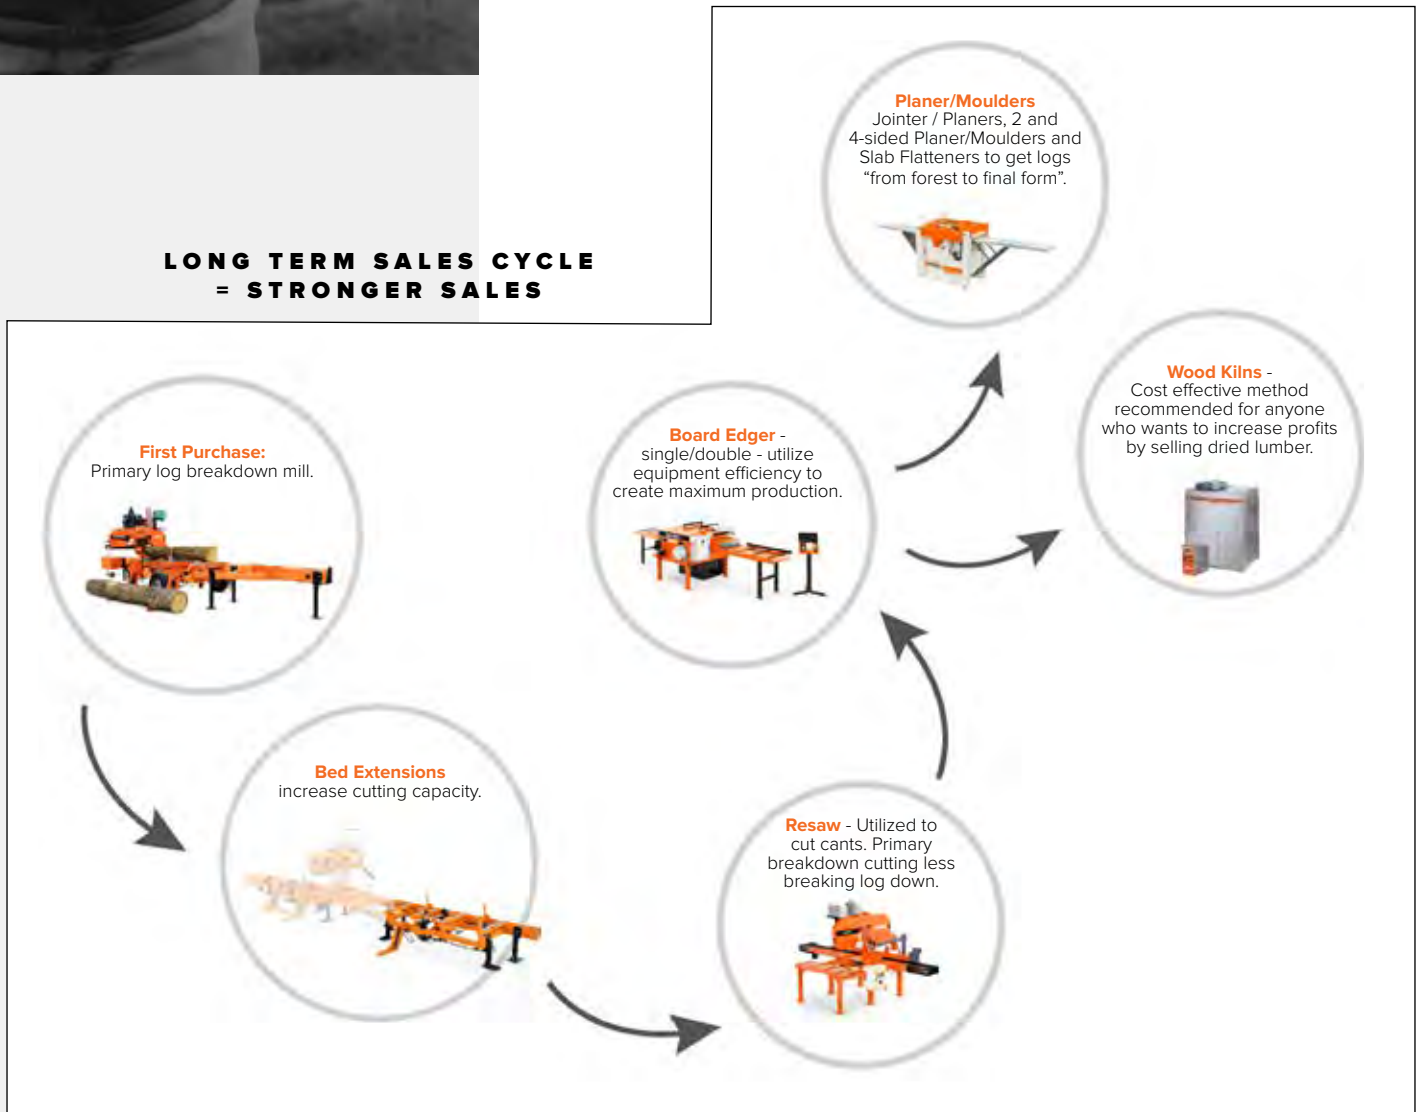 LONG TERM SALES CYCLE
= STRONGER SALES
First Purchase:
Primary log breakdown mill.
Bed Extensions
increase cutting capacity.
Resaw - Utilized to
cut cants. Primary
breakdown cutting less
breaking log down.
Board Edger -
single/double - utilize
equipment efficiency to
create maximum production.
Planer/Moulders
Jointer / Planers, 2 and
4-sided Planer/Moulders and
Slab Flatteners to get logs
“from forest to final form”.
Wood Kilns -
Cost effective method
recommended for anyone
who wants to increase profits
by selling dried lumber.